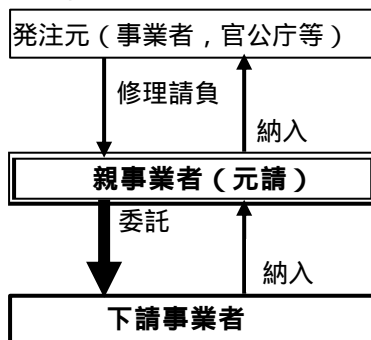 発注元(事業者,官公庁等)
修理請負
納入
親事業者(元請)
委託
納入
下請事業者